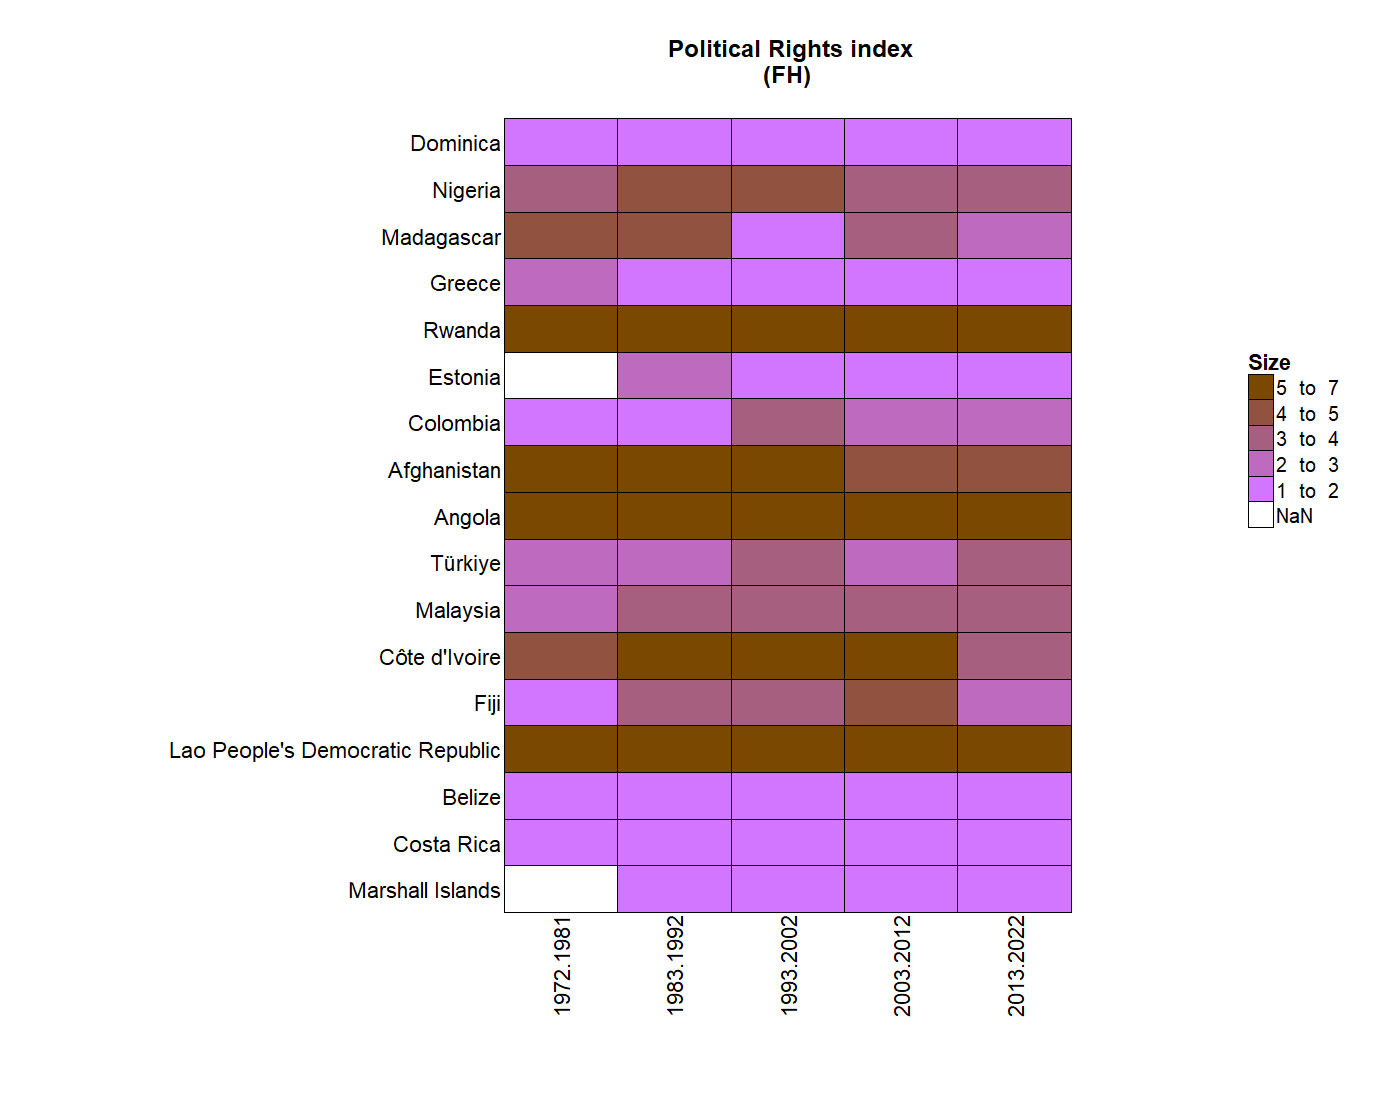 Political Rights index
(FH)
Dominica
Nigeria
Madagascar
Greece
Rwanda
Estonia
Colombia
Afghanistan
Angola
Türkiye
Malaysia
Côte d'Ivoire
Fiji
Lao People's Democratic Republic
Belize
Costa Rica
Marshall Islands
1972.1981
1983.1992
1993.2002
2003.2012
2013.2022
Size
5 to 7
4 to 5
3 to 4
2 to 3
1 to 2
NaN